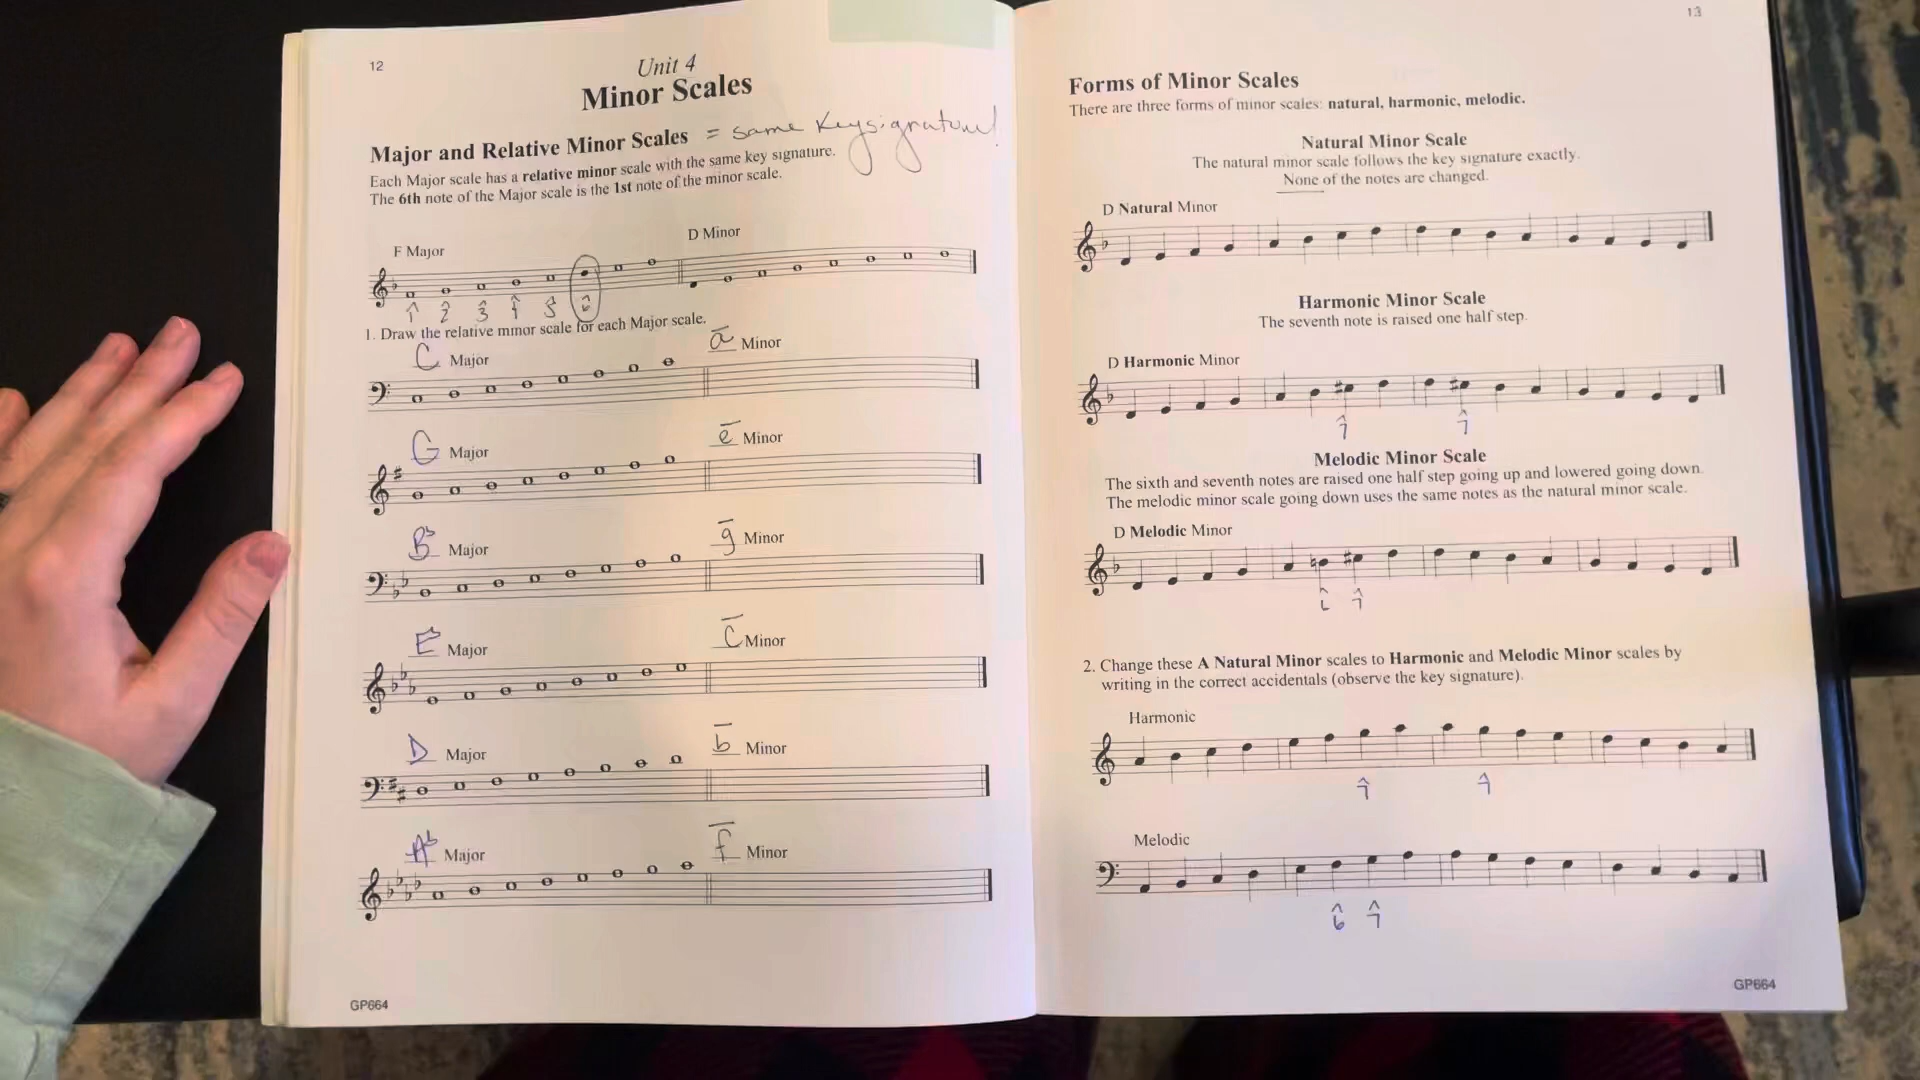 12
Unit 4
Minor Scales
Major and Relative Minor Scales = same Keysignature!
Each Major scale has a relative minor scale with the same key signature.
The 6th note of the Major scale is the 1st note of the minor scale.
F Major
D Minor
1 2 3 4 5 6
1. Draw the relative minor scale for each Major scale.
C Major
a Minor
G Major
e Minor
B♭ Major
g Minor
E♭ Major
c Minor
D Major
b Minor
A♭ Major
f Minor
GP664
13
Forms of Minor Scales
There are three forms of minor scales: natural, harmonic, melodic.
Natural Minor Scale
The natural minor scale follows the key signature exactly.
None of the notes are changed.
D Natural Minor
Harmonic Minor Scale
The seventh note is raised one half step.
D Harmonic Minor
7 7
Melodic Minor Scale
The sixth and seventh notes are raised one half step going up and lowered going down.
The melodic minor scale going down uses the same notes as the natural minor scale.
D Melodic Minor
6 7
2. Change these A Natural Minor scales to Harmonic and Melodic Minor scales by
writing in the correct accidentals (observe the key signature).
Harmonic
7 7
Melodic
6 7
GP664